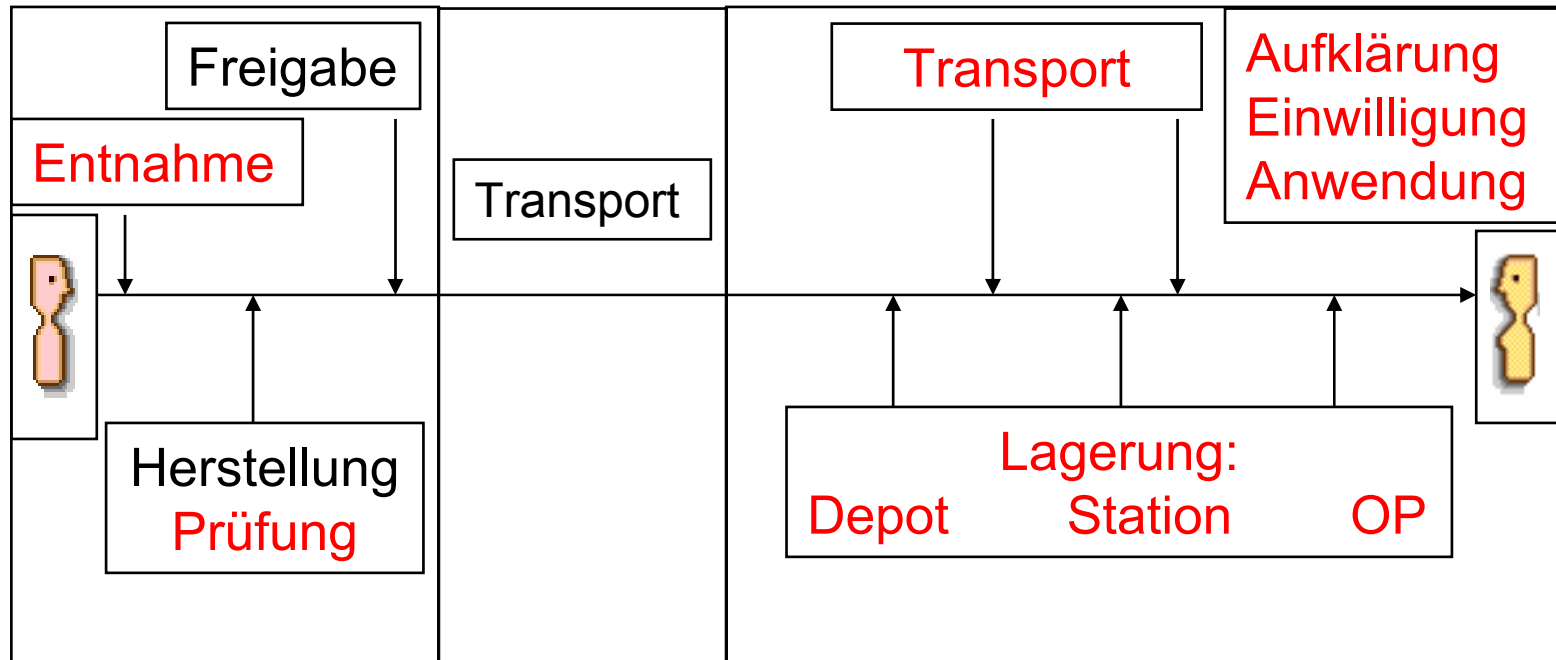 Freigabe
Entnahme
Herstellung
Prüfung
Transport
Transport
Aufklärung
Einwilligung
Anwendung
Lagerung:
Depot Station OP